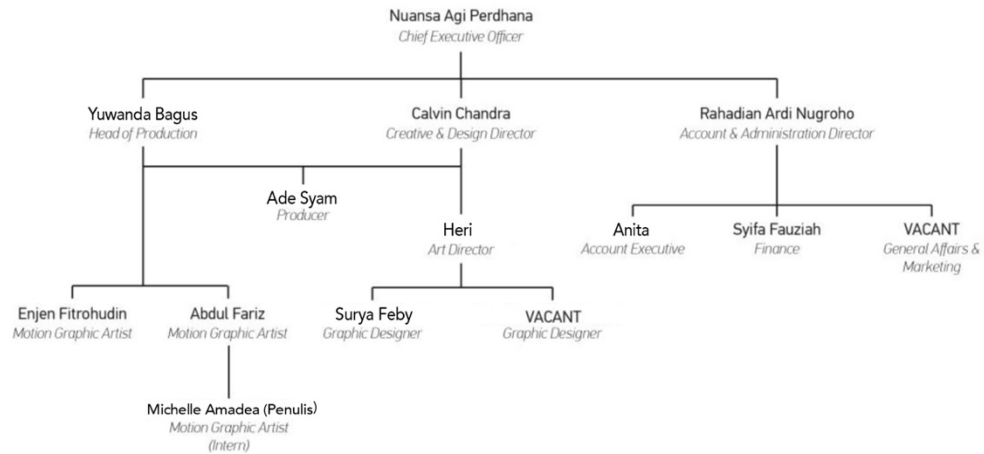 Nuansa Agi Perdhana
Chief Executive Officer
Yuwanda Bagus
Head of Production
Calvin Chandra
Creative & Design Director
Rahadian Ardi Nugroho
Account & Administration Director
Ade Syam
Producer
Heri
Art Director
Anita
Account Executive
Syifa Fauziah
Finance
VACANT
General Affairs &
Marketing
Enjen Fitrohudin
Motion Graphic Artist
Abdul Fariz
Motion Graphic Artist
Surya Feby
Graphic Designer
VACANT
Graphic Designer
Michelle Amadea (Penulis)
Motion Graphic Artist
(Intern)